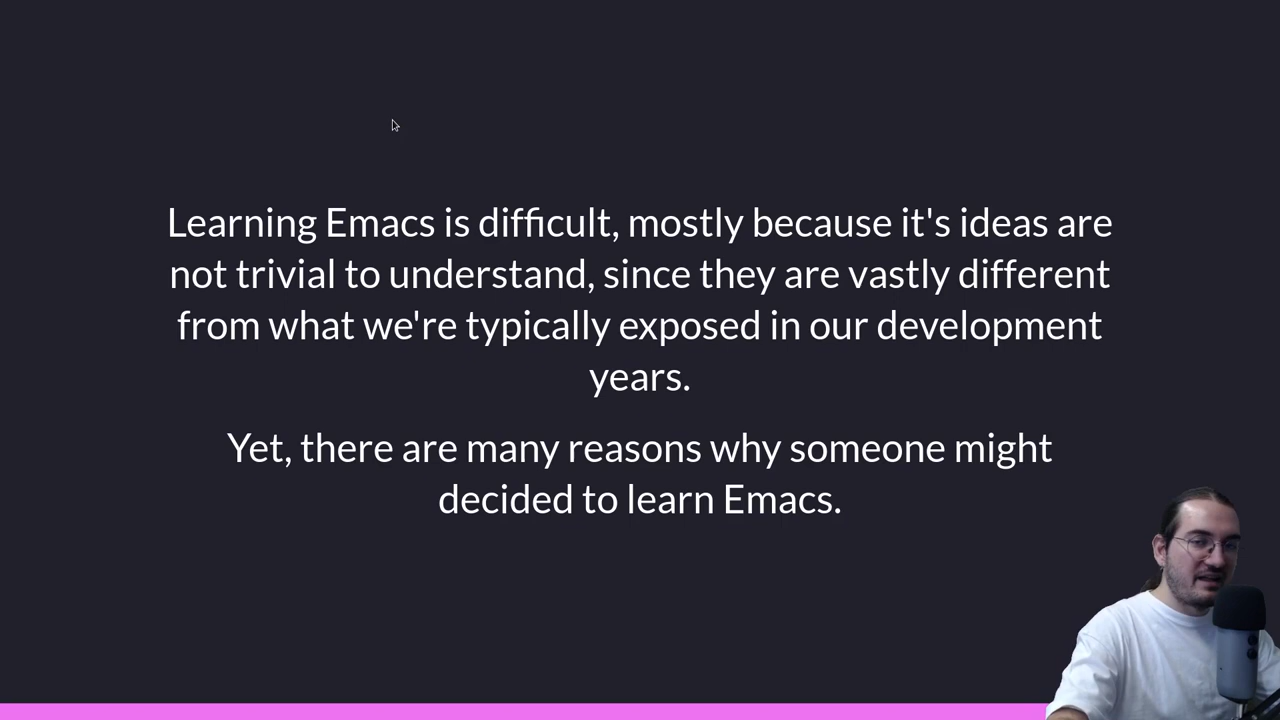 Learning Emacs is difficult, mostly because it's ideas are
not trivial to understand, since they are vastly different
from what we're typically exposed in our development
years.
Yet, there are many reasons why someone might
decided to learn Emacs.